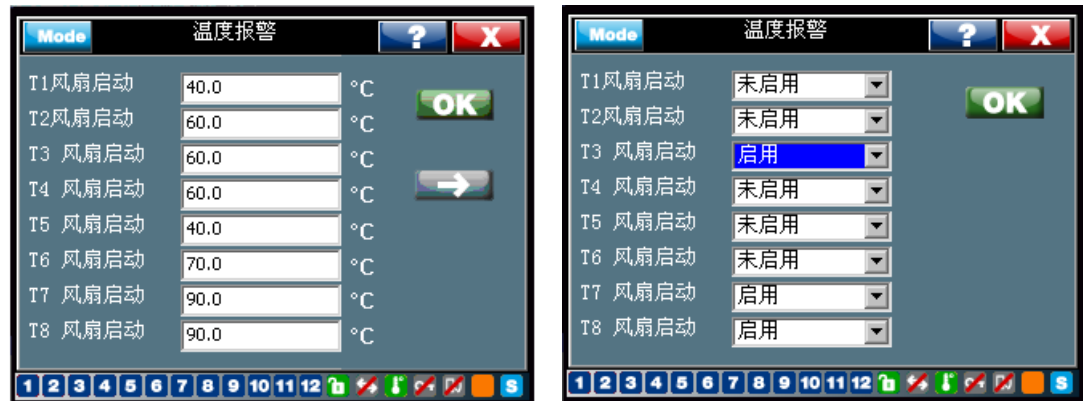 Mode 温度报警 ? X
T1风扇启动 40.0 °C
OK
T2风扇启动 60.0 °C
T3 风扇启动 60.0 °C
T4 风扇启动 60.0 °C
T5 风扇启动 40.0 °C
T6 风扇启动 70.0 °C
T7 风扇启动 90.0 °C
T8 风扇启动 90.0 °C
1 2 3 4 5 6 7 8 9 10 11 12 S
Mode 温度报警 ? X
T1风扇启动 未启用
OK
T2风扇启动 未启用
T3 风扇启动 启用
T4 风扇启动 未启用
T5 风扇启动 未启用
T6 风扇启动 未启用
T7 风扇启动 启用
T8 风扇启动 启用
1 2 3 4 5 6 7 8 9 10 11 12 S